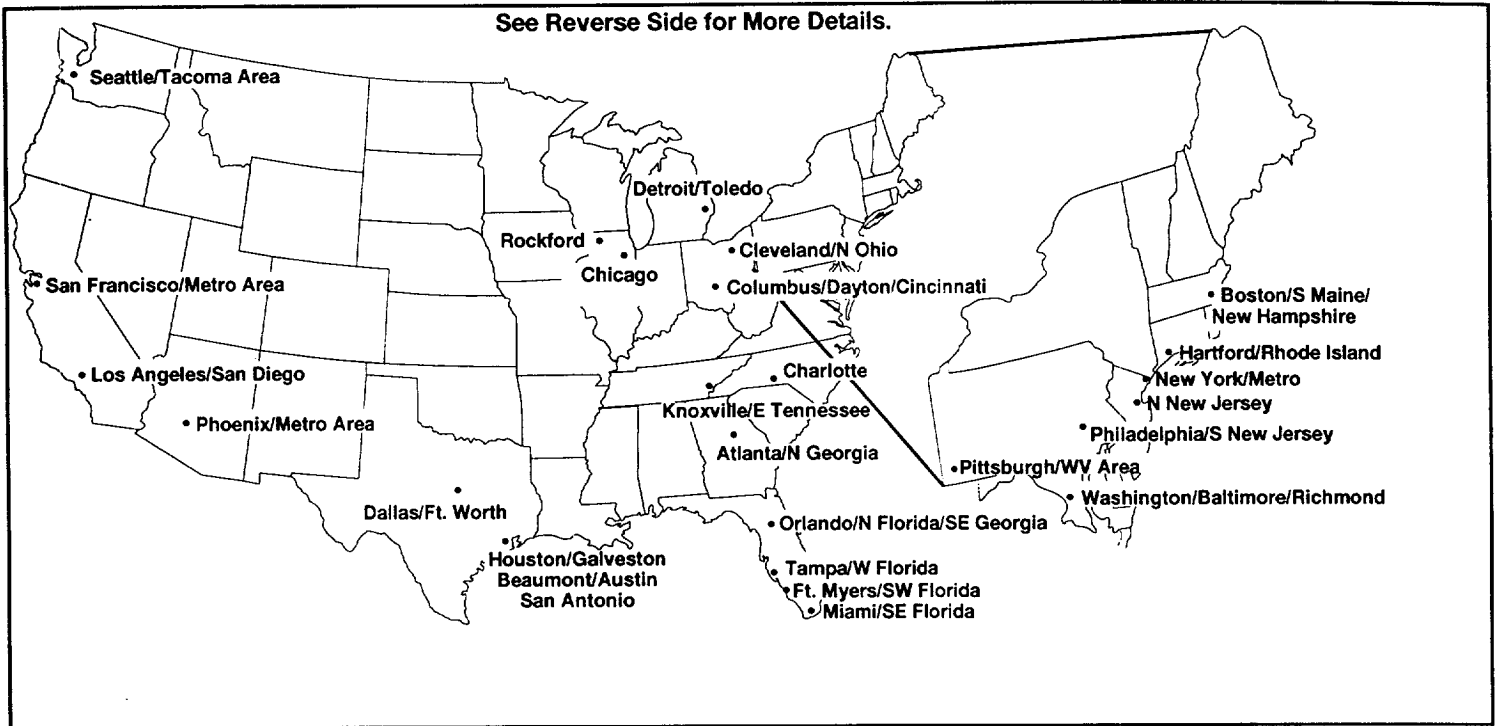 See Reverse Side for More Details.
Seattle/Tacoma Area
Detroit/Toledo
Rockford
Cleveland/N Ohio
Chicago
San Francisco/Metro Area
Columbus/Dayton/Cincinnati
Boston/S Maine/
New Hampshire
Hartford/Rhode Island
Los Angeles/San Diego
Charlotte
New York/Metro
N New Jersey
Knoxville/E Tennessee
Phoenix/Metro Area
Philadelphia/S New Jersey
Atlanta/N Georgia
Pittsburgh/WV Area
Washington/Baltimore/Richmond
Dallas/Ft. Worth
Orlando/N Florida/SE Georgia
Houston/Galveston
Beaumont/Austin
San Antonio
Tampa/W Florida
Ft. Myers/SW Florida
Miami/SE Florida